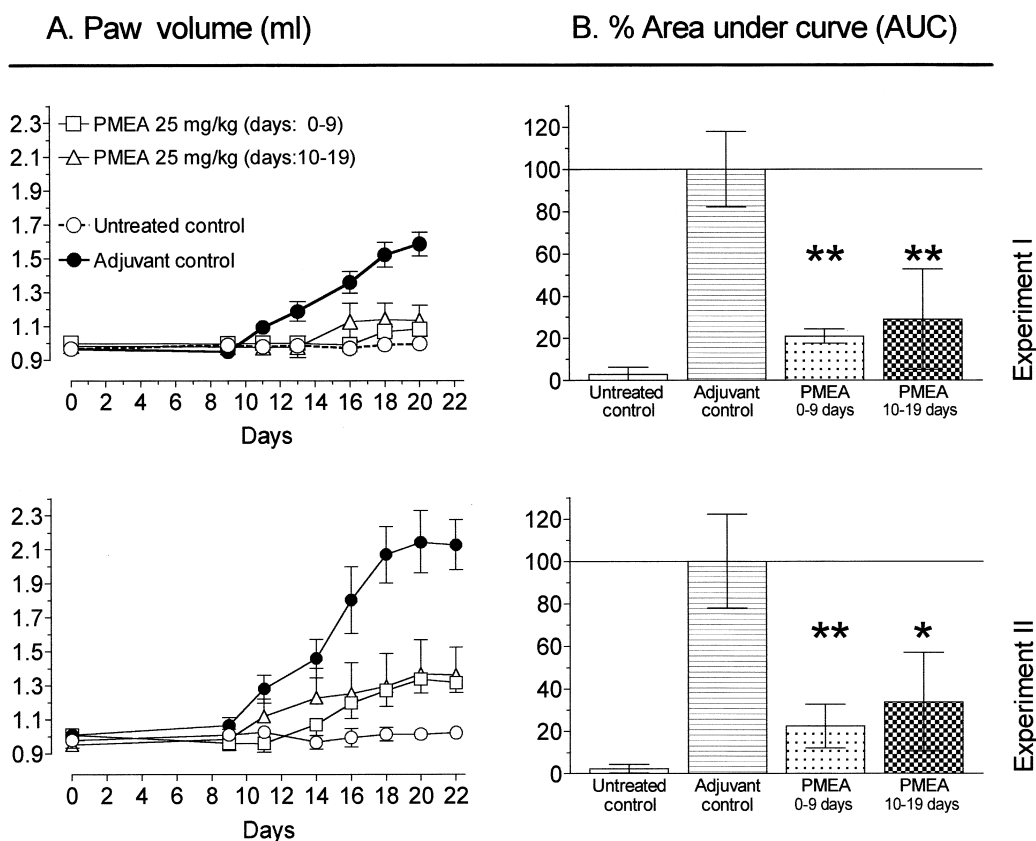 A. Paw volume (ml)
B. % Area under curve (AUC)
2.3
2.1
1.9
1.7
1.5
1.3
1.1
0.9
PMEA 25 mg/kg (days: 0-9)
PMEA 25 mg/kg (days:10-19)
Untreated control
Adjuvant control
0 2 4 6 8 10 12 14 16 18 20 22
Days
120
100
80
60
40
20
0
** **
Untreated control
Adjuvant control
PMEA 0-9 days
PMEA 10-19 days
Experiment I
2.3
2.1
1.9
1.7
1.5
1.3
1.1
0.9
0 2 4 6 8 10 12 14 16 18 20 22
Days
120
100
80
60
40
20
0
** *
Untreated control
Adjuvant control
PMEA 0-9 days
PMEA 10-19 days
Experiment II